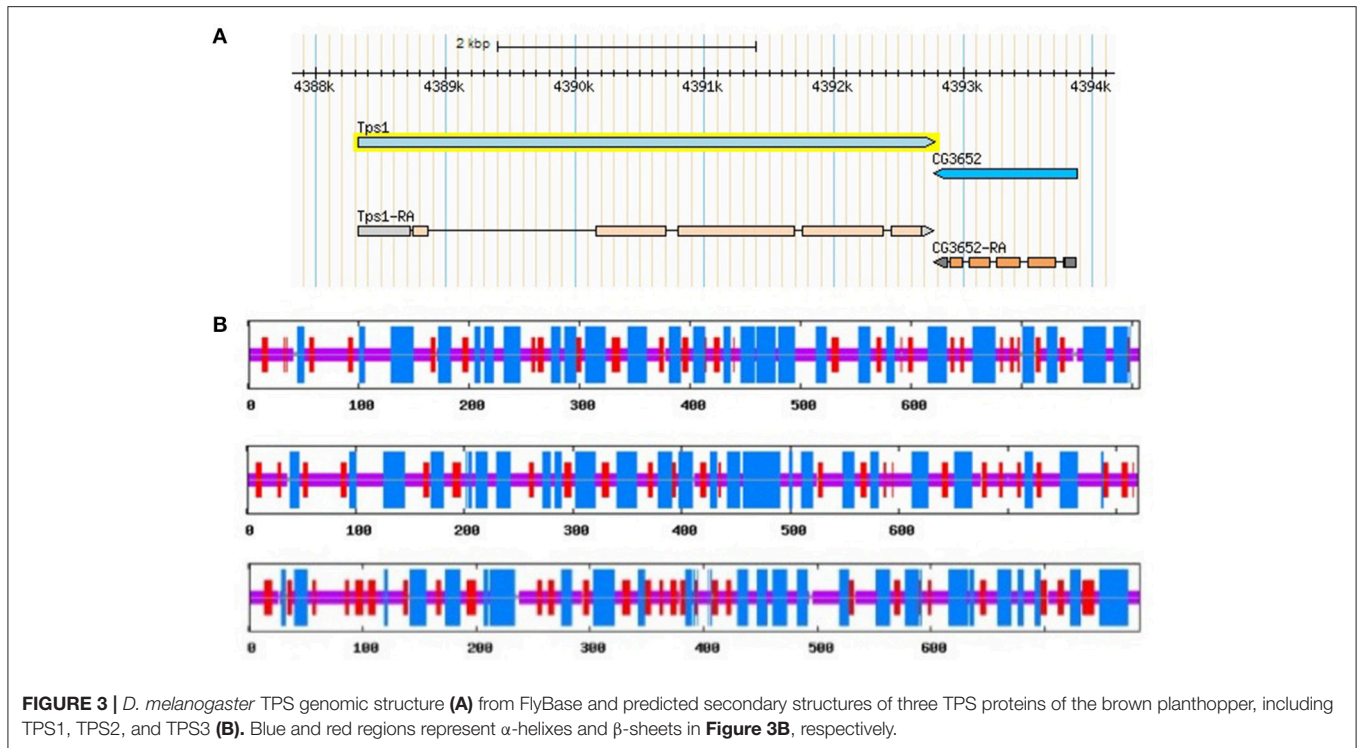 A
2 kbp
4388k 4389k 4390k 4391k 4392k 4393k 4394k
Tps1
CG3652
Tps1-RA
CG3652-RA
B
0 100 200 300 400 500 600
0 100 200 300 400 500 600
0 100 200 300 400 500 600
FIGURE 3 | D. melanogaster TPS genomic structure (A) from FlyBase and predicted secondary structures of three TPS proteins of the brown planthopper, including
TPS1, TPS2, and TPS3 (B). Blue and red regions represent α-helixes and β-sheets in Figure 3B, respectively.